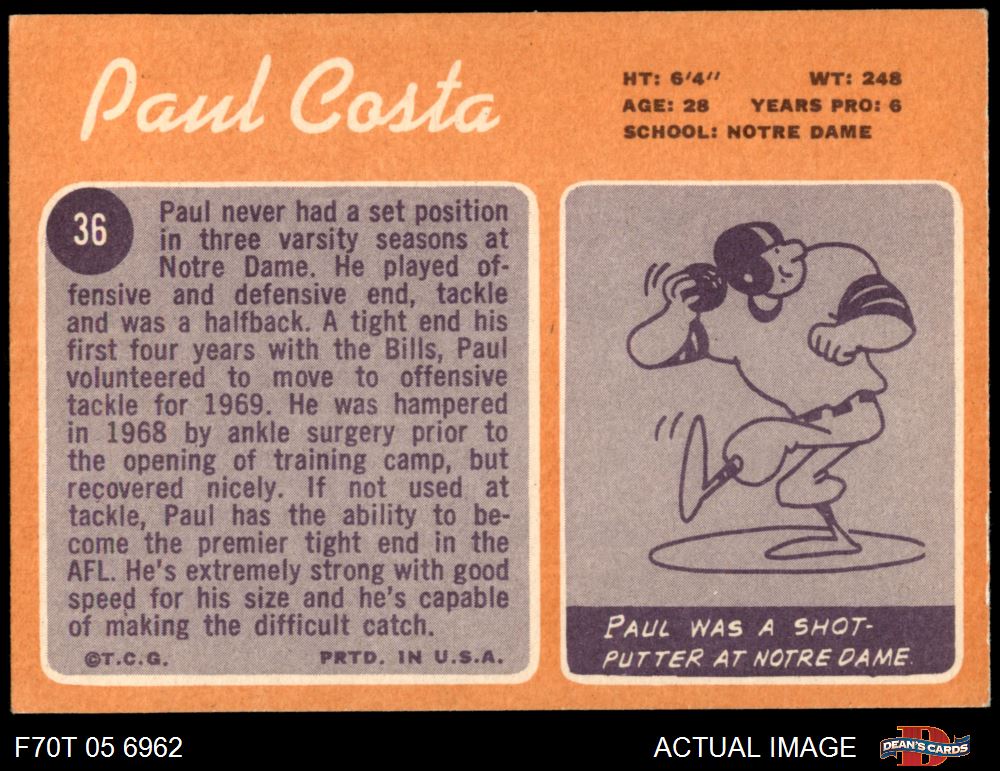 Paul Costa
HT: 6'4" WT: 248
AGE: 28 YEARS PRO: 6
SCHOOL: NOTRE DAME
36
Paul never had a set position
in three varsity seasons at
Notre Dame. He played of-
fensive and defensive end, tackle
and was a halfback. A tight end his
first four years with the Bills, Paul
volunteered to move to offensive
tackle for 1969. He was hampered
in 1968 by ankle surgery prior to
the opening of training camp, but
recovered nicely. If not used at
tackle, Paul has the ability to be-
come the premier tight end in the
AFL. He's extremely strong with good
speed for his size and he's capable
of making the difficult catch.
©T.C.G. PRTD. IN U.S.A.
PAUL WAS A SHOT-
PUTTER AT NOTRE DAME.
F70T 05 6962
ACTUAL IMAGE
DEAN'S CARDS